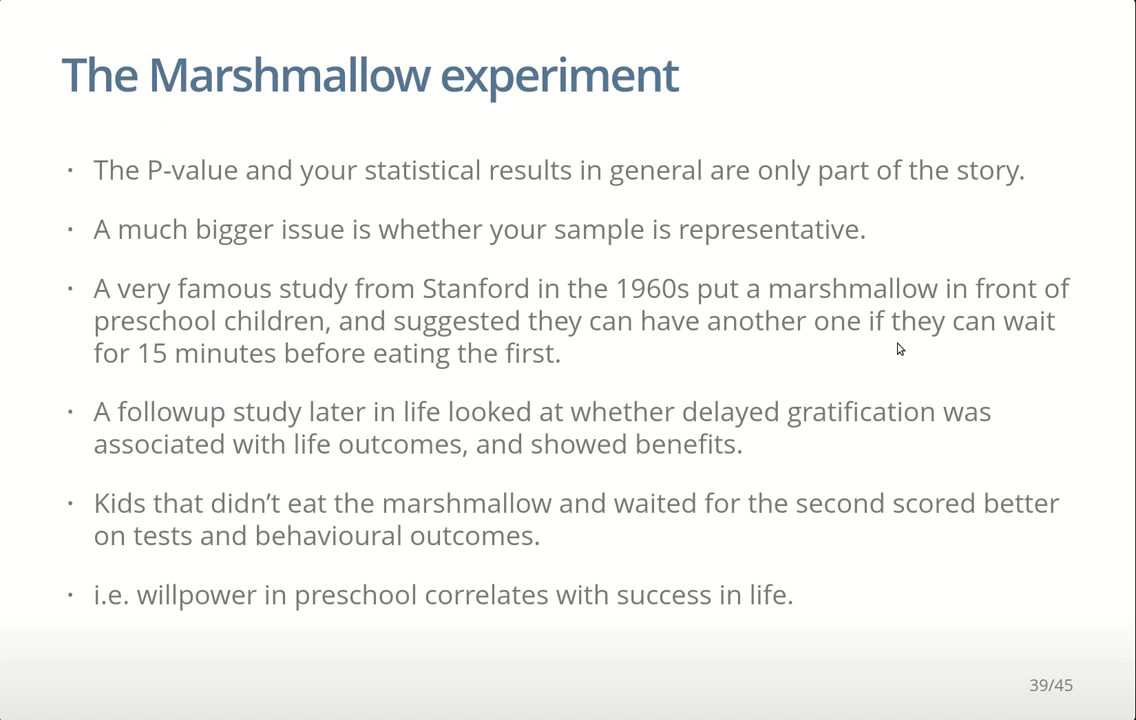 The Marshmallow experiment
· The P-value and your statistical results in general are only part of the story.
· A much bigger issue is whether your sample is representative.
· A very famous study from Stanford in the 1960s put a marshmallow in front of
preschool children, and suggested they can have another one if they can wait
for 15 minutes before eating the first.
· A followup study later in life looked at whether delayed gratification was
associated with life outcomes, and showed benefits.
· Kids that didn’t eat the marshmallow and waited for the second scored better
on tests and behavioural outcomes.
· i.e. willpower in preschool correlates with success in life.
39/45